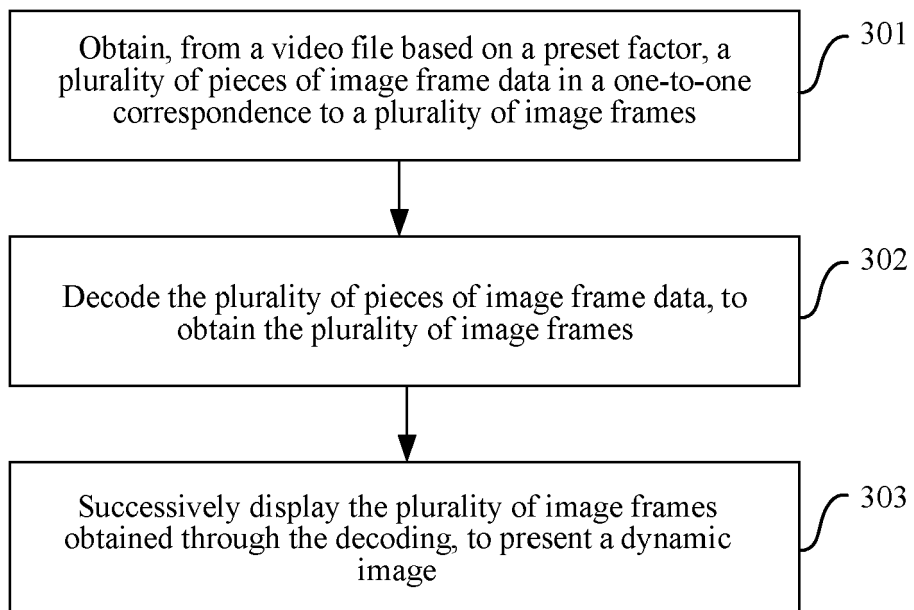 Obtain, from a video file based on a preset factor, a
plurality of pieces of image frame data in a one-to-one
correspondence to a plurality of image frames
301
Decode the plurality of pieces of image frame data, to
obtain the plurality of image frames
302
Successively display the plurality of image frames
obtained through the decoding, to present a dynamic
image
303